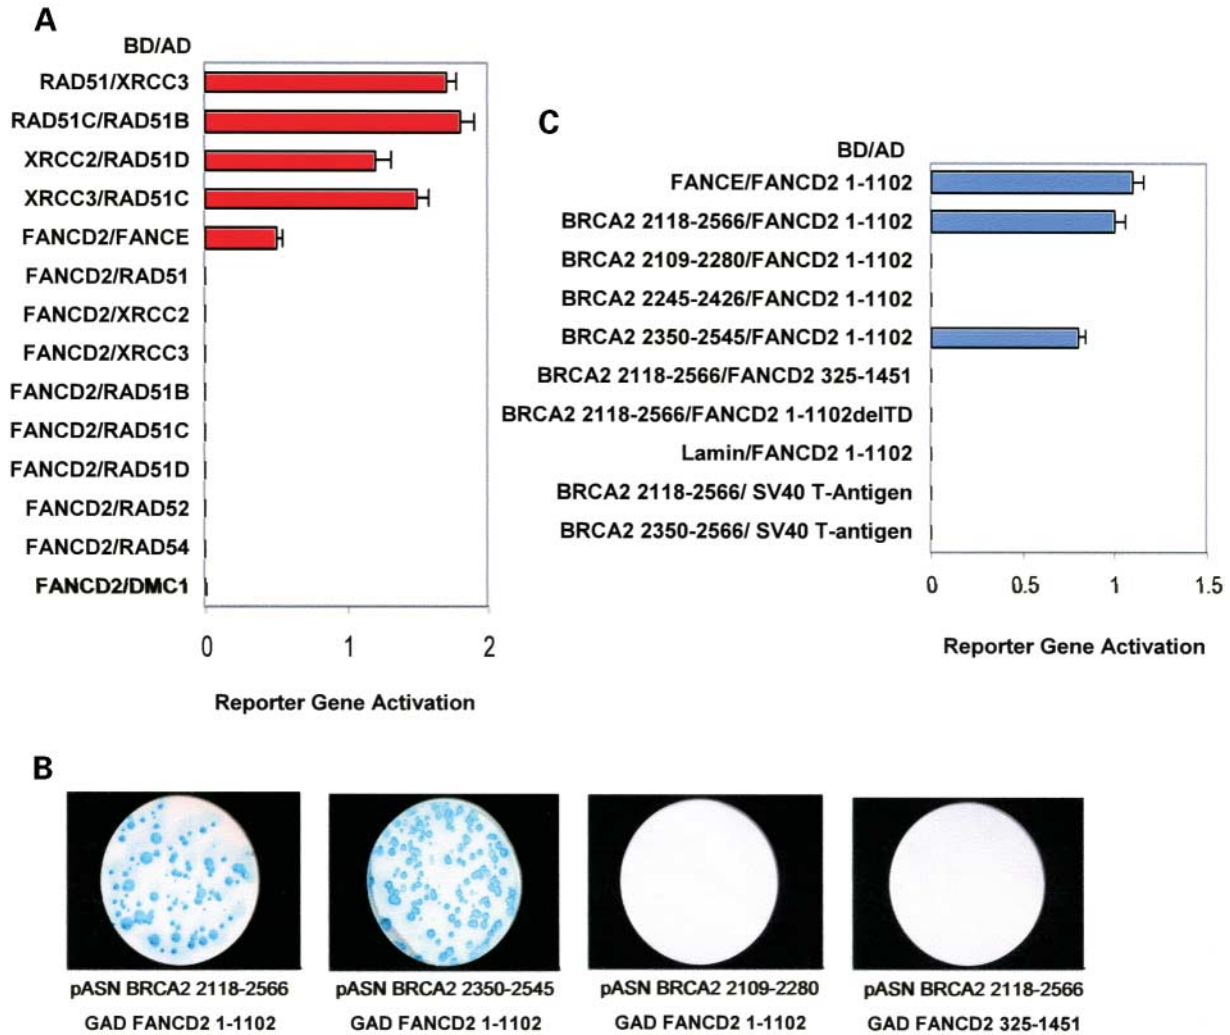 A
BD/AD
RAD51/XRCC3
RAD51C/RAD51B
XRCC2/RAD51D
XRCC3/RAD51C
FANCD2/FANCE
FANCD2/RAD51
FANCD2/XRCC2
FANCD2/XRCC3
FANCD2/RAD51B
FANCD2/RAD51C
FANCD2/RAD51D
FANCD2/RAD52
FANCD2/RAD54
FANCD2/DMC1
0 1 2
Reporter Gene Activation
C
BD/AD
FANCE/FANCD2 1-1102
BRCA2 2118-2566/FANCD2 1-1102
BRCA2 2109-2280/FANCD2 1-1102
BRCA2 2245-2426/FANCD2 1-1102
BRCA2 2350-2545/FANCD2 1-1102
BRCA2 2118-2566/FANCD2 325-1451
BRCA2 2118-2566/FANCD2 1-1102delTD
Lamin/FANCD2 1-1102
BRCA2 2118-2566/ SV40 T-Antigen
BRCA2 2350-2566/ SV40 T-antigen
0 0.5 1 1.5
Reporter Gene Activation
B
pASN BRCA2 2118-2566
GAD FANCD2 1-1102
pASN BRCA2 2350-2545
GAD FANCD2 1-1102
pASN BRCA2 2109-2280
GAD FANCD2 1-1102
pASN BRCA2 2118-2566
GAD FANCD2 325-1451